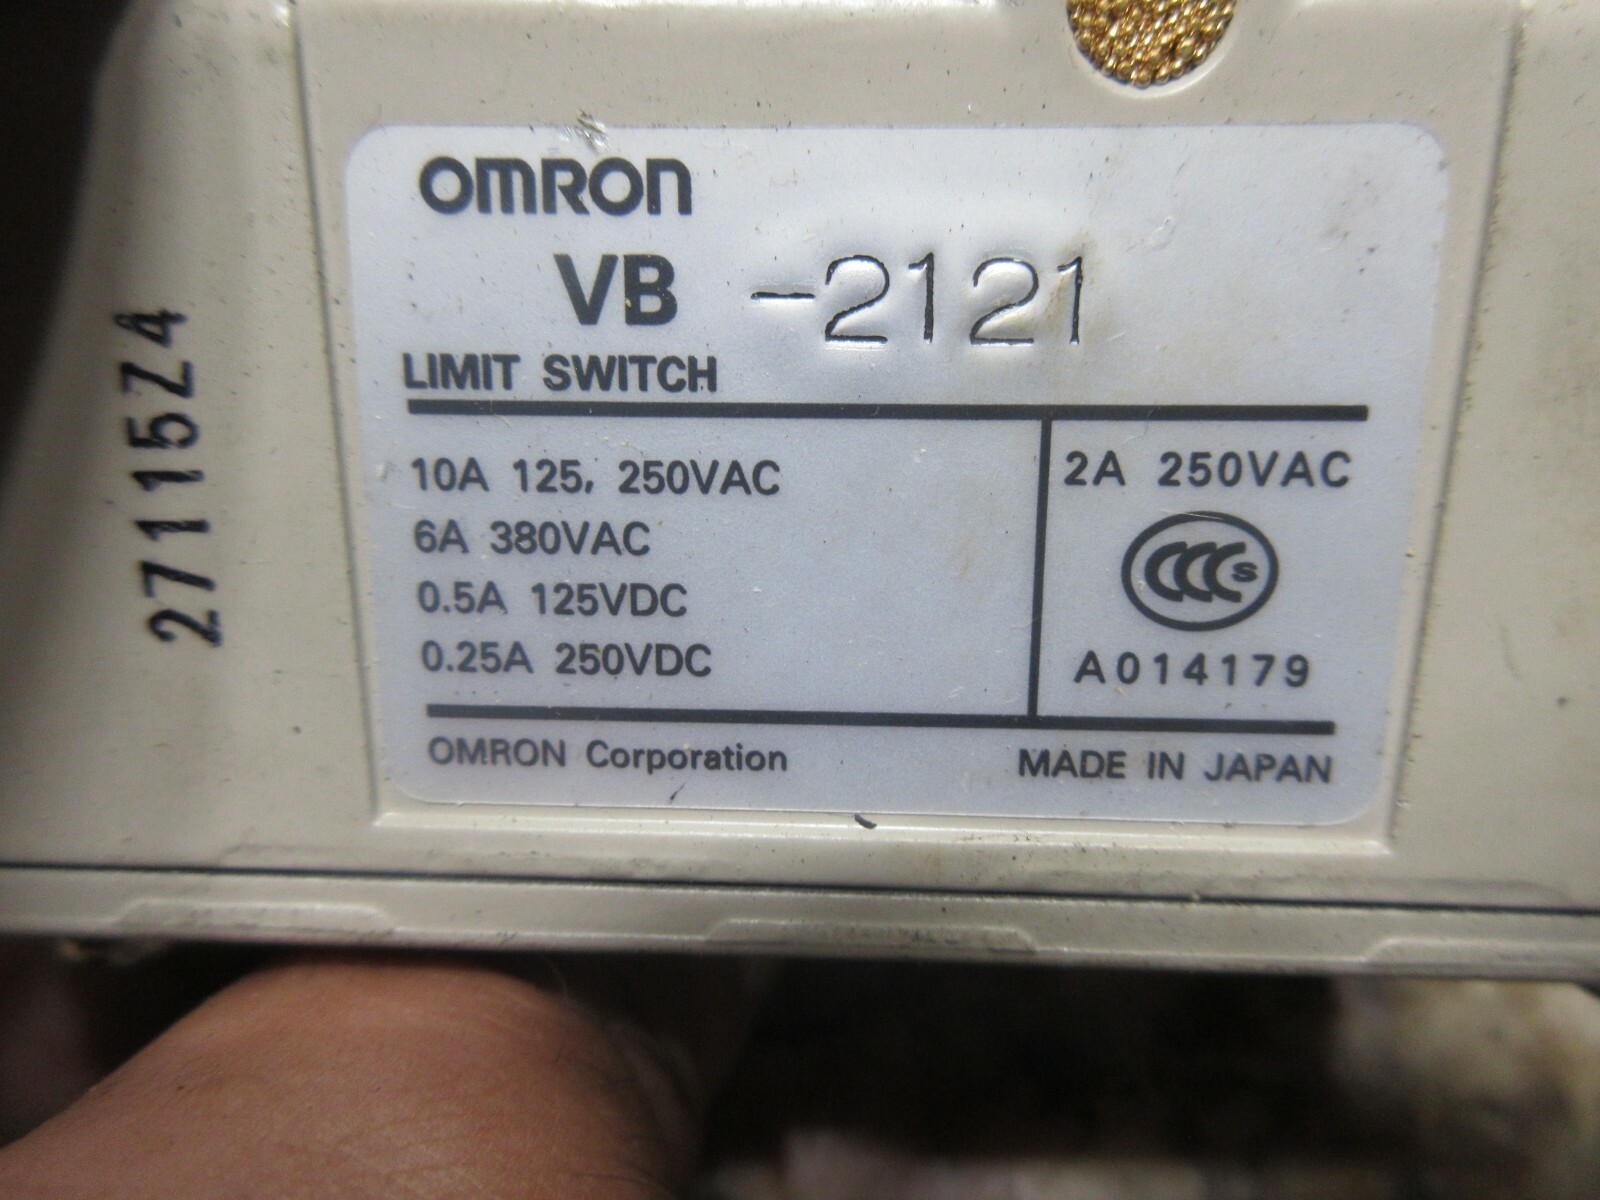 OMRON
VB -2121
LIMIT SWITCH
10A 125, 250VAC
6A 380VAC
0.5A 125VDC
0.25A 250VDC
2A 250VAC
CCC S
A014179
OMRON Corporation
MADE IN JAPAN
27115Z4